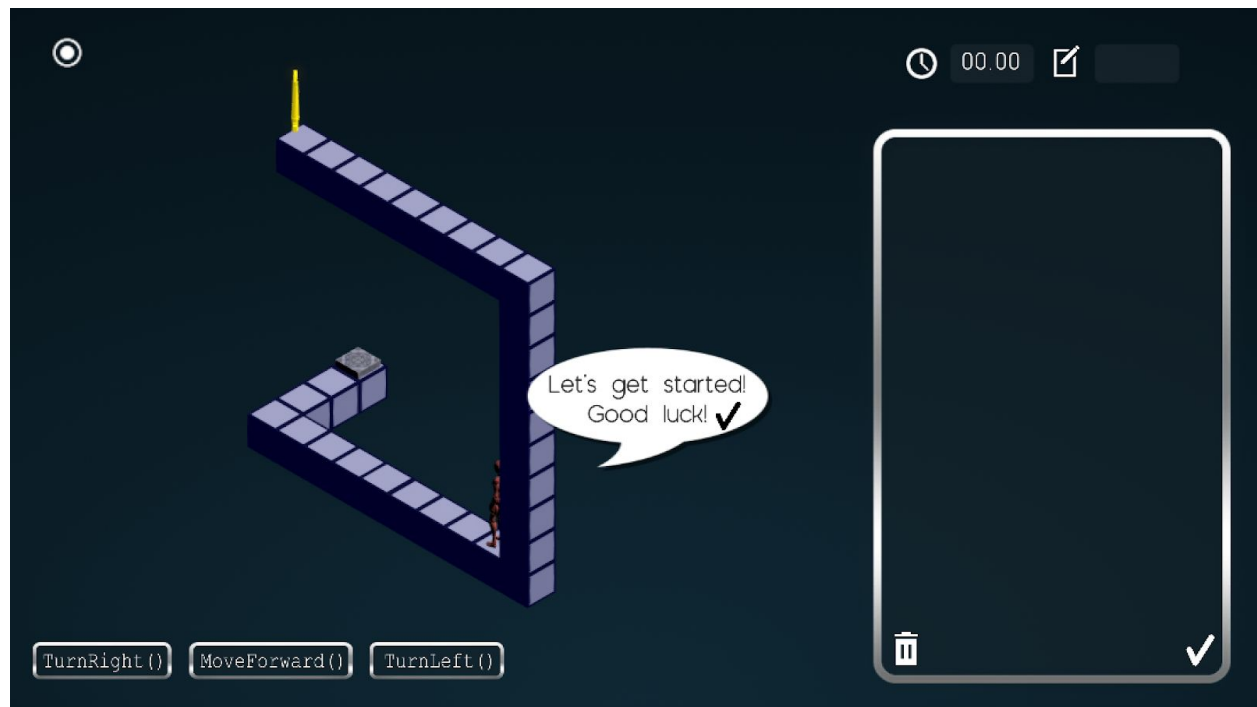 00.00
Let's get started!
Good luck!
TurnRight()
MoveForward()
TurnLeft()